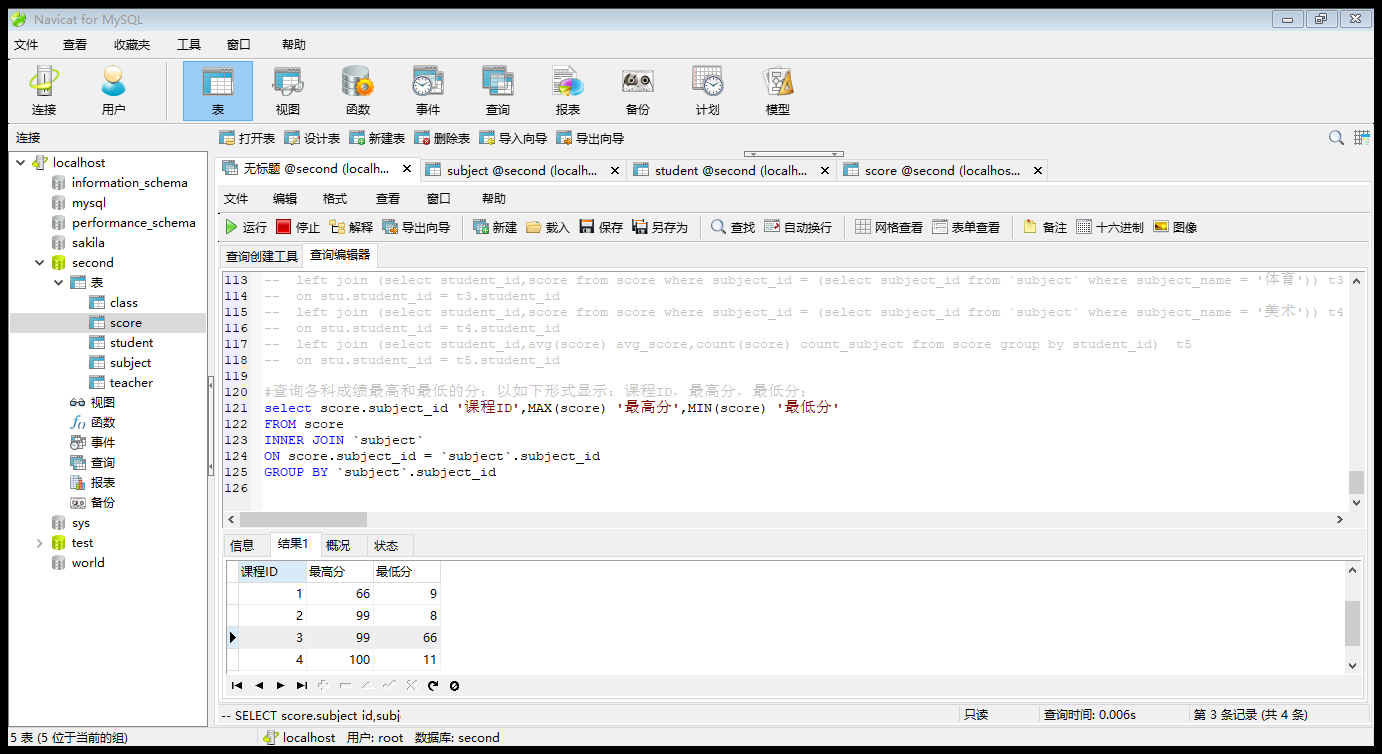 Navicat for MySQL
文件 查看 收藏夹 工具 窗口 帮助
连接 用户 表 视图 函数 事件 查询 报表 备份 计划 模型
连接
打开表 设计表 新建表 删除表 导入向导 导出向导
localhost
information_schema
mysql
performance_schema
sakila
second
表
class
score
student
subject
teacher
视图
函数
事件
查询
报表
备份
sys
test
world
无标题 @second (localh... subject @second (localh... student @second (localh... score @second (localhos...
文件 编辑 格式 查看 窗口 帮助
运行 停止 解释 导出向导 新建 载入 保存 另存为 查找 自动换行 网格查看 表单查看 备注 十六进制 图像
查询创建工具 查询编辑器
113 -- left join (select student_id,score from score where subject_id = (select subject_id from `subject` where subject_name = '体育')) t3
114 -- on stu.student_id = t3.student_id
115 -- left join (select student_id,score from score where subject_id = (select subject_id from `subject` where subject_name = '美术')) t4
116 -- on stu.student_id = t4.student_id
117 -- left join (select student_id,avg(score) avg_score,count(score) count_subject from score group by student_id)  t5
118 -- on stu.student_id = t5.student_id
119
120 #查询各科成绩最高和最低的分：以如下形式显示：课程ID，最高分，最低分；
121 select score.subject_id '课程ID',MAX(score) '最高分',MIN(score) '最低分'
122 FROM score
123 INNER JOIN `subject`
124 ON score.subject_id = `subject`.subject_id
125 GROUP BY `subject`.subject_id
126
信息 结果1 概况 状态
课程ID 最高分 最低分
1 66 9
2 99 8
3 99 66
4 100 11
-- SELECT score.subject id,subj 只读 查询时间: 0.006s 第 3 条记录 (共 4 条)
5 表 (5 位于当前的组) localhost 用户: root 数据库: second